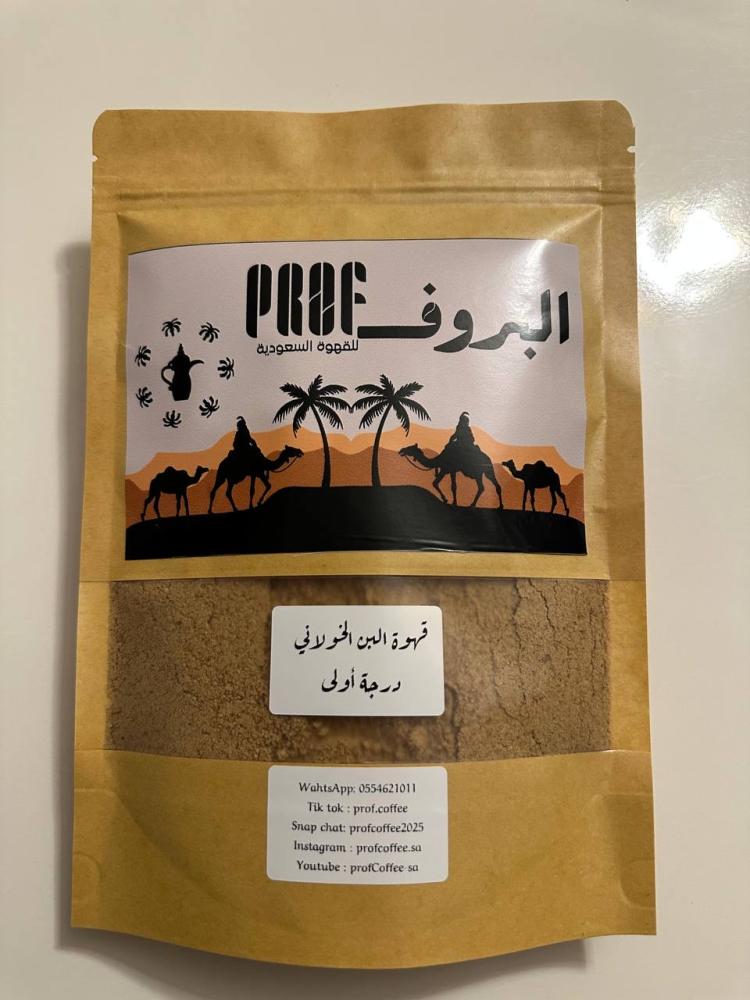 PROF البروف
للقهوة السعودية
قهوة البن الخولاني
درجة أولى
WahtsApp: 0554621011
Tik tok : prof.coffee
Snap chat: profcoffee2025
Instagram : profcoffee.sa
Youtube : profCoffee-sa